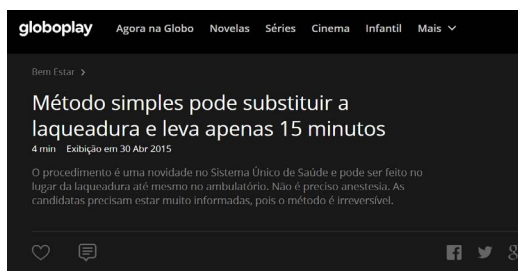 globoplay Agora na Globo Novelas Séries Cinema Infantil Mais
Bem Estar >
Método simples pode substituir a
laqueadura e leva apenas 15 minutos
4 min Exibição em 30 Abr 2015
O procedimento é uma novidade no Sistema Único de Saúde e pode ser feito no
lugar da laqueadura até mesmo no ambulatório. Não é preciso anestesia. As
candidatas precisam estar muito informadas, pois o método é irreversível.